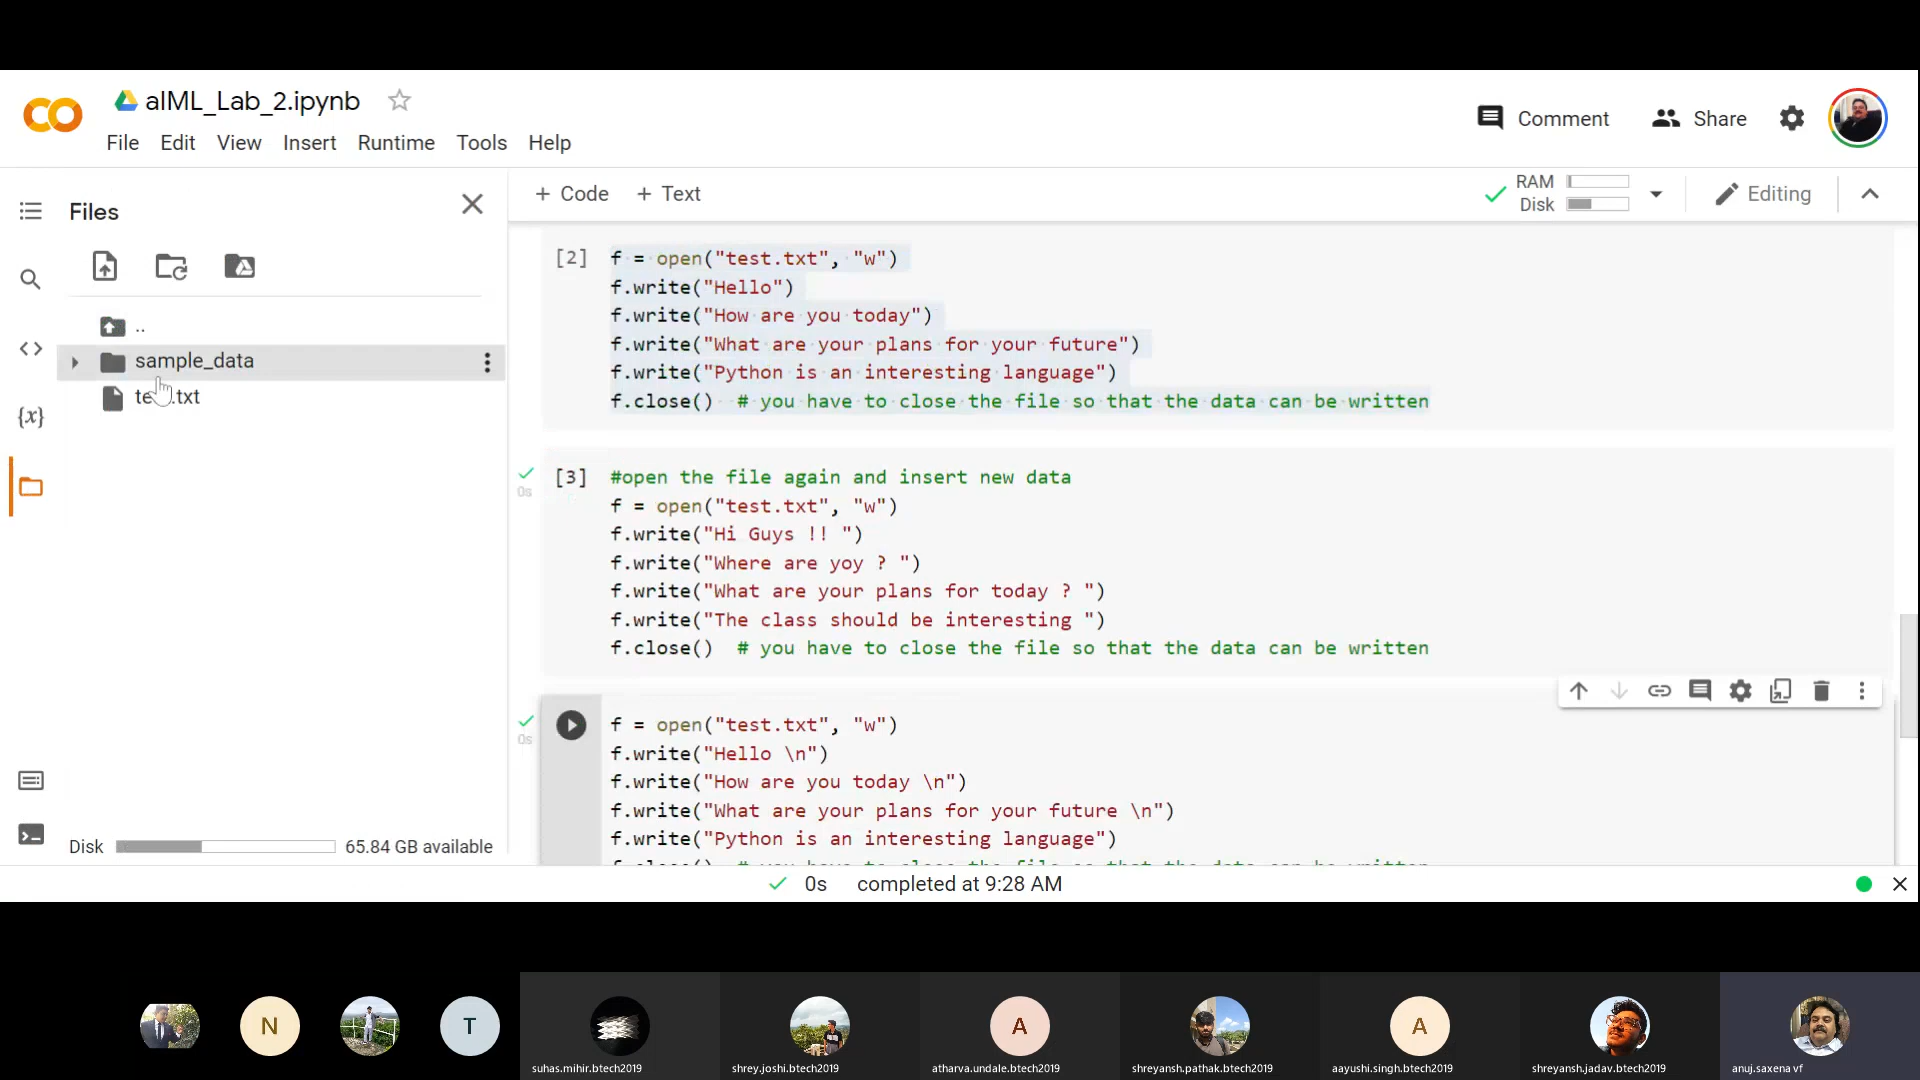 aIML_Lab_2.ipynb
File Edit View Insert Runtime Tools Help
Comment Share
Files
+ Code + Text
RAM
Disk
Editing
..
sample_data
[2] f = open("test.txt", "w")
f.write("Hello")
f.write("How are you today")
f.write("What are your plans for your future")
f.write("Python is an interesting language")
f.close() # you have to close the file so that the data can be written
[3] #open the file again and insert new data
0s
f = open("test.txt", "w")
f.write("Hi Guys !! ")
f.write("Where are yoy ? ")
f.write("What are your plans for today ? ")
f.write("The class should be interesting ")
f.close() # you have to close the file so that the data can be written
f = open("test.txt", "w")
0s
f.write("Hello \n")
f.write("How are you today \n")
f.write("What are your plans for your future \n")
f.write("Python is an interesting language")
{x}
Disk 65.84 GB available
0s completed at 9:28 AM
N
T
A
A
suhas.mihir.btech2019
shrey.joshi.btech2019
atharva.undale.btech2019
shreyansh.pathak.btech2019
aayushi.singh.btech2019
shreyansh.jadav.btech2019
anuj.saxena vf